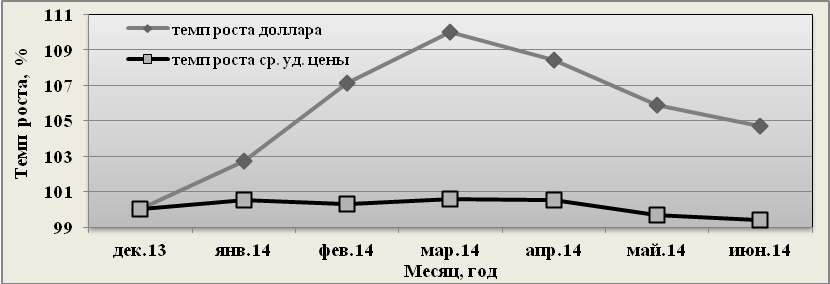 111
109
107
105
103
101
99
Темп роста, %
темп роста доллара
темп роста ср. уд. цены
дек.13 янв.14 фев.14 мар.14 апр.14 май.14 июн.14
Месяц, год